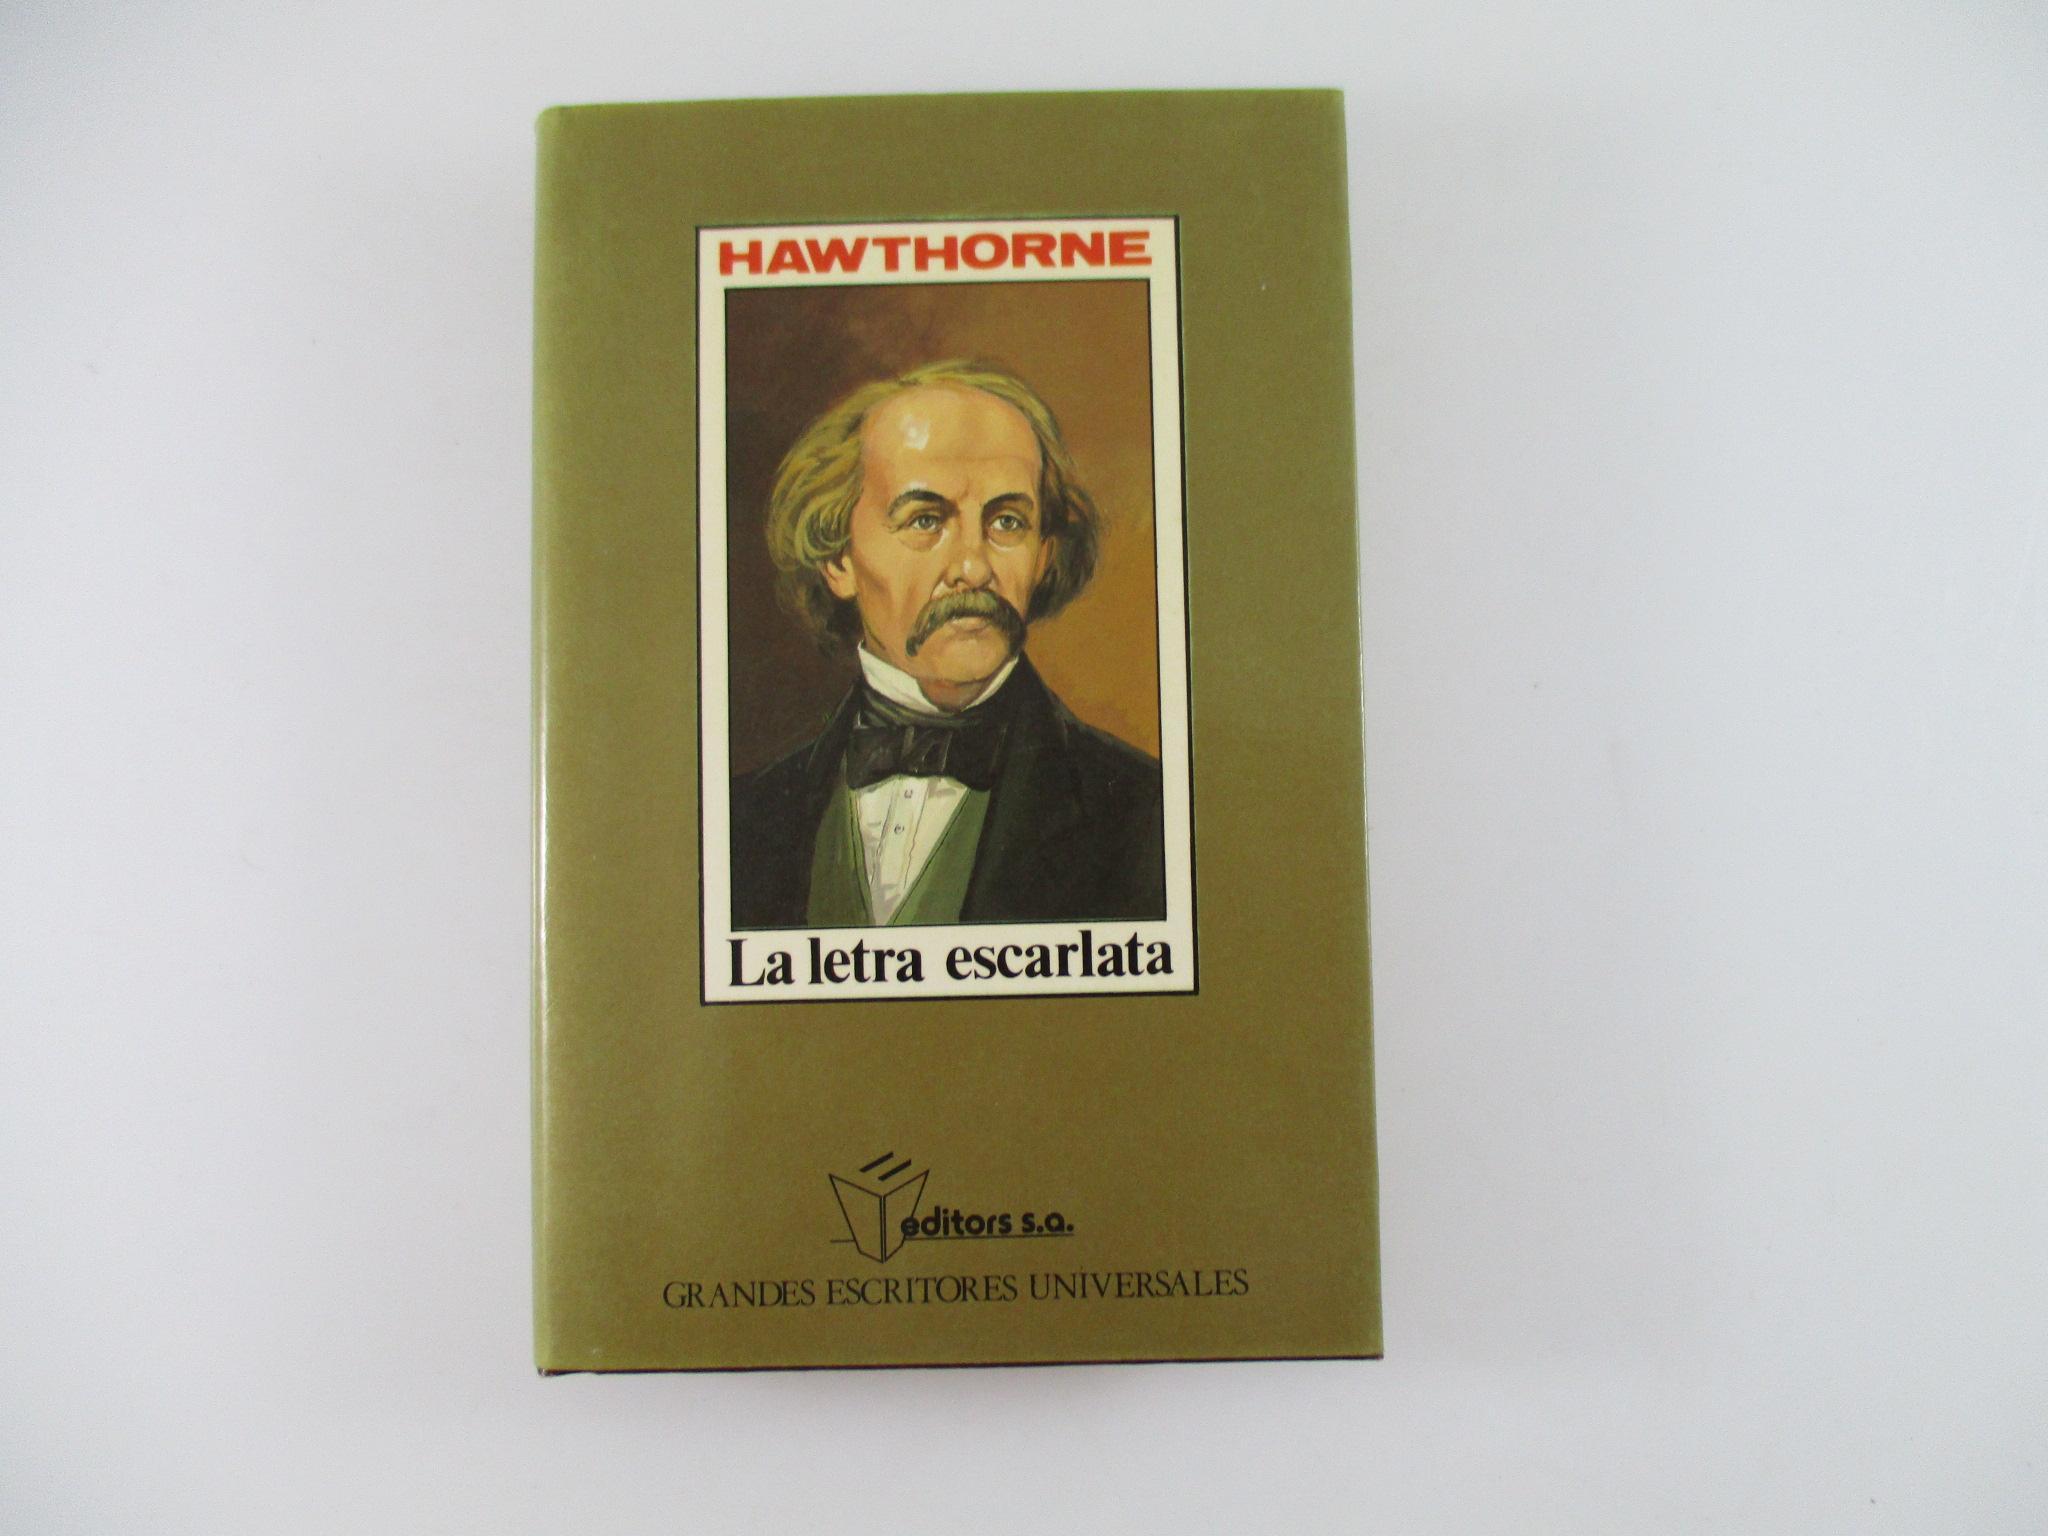 HAWTHORNE
La letra escarlata
editors s.a.
GRANDES ESCRITORES UNIVERSALES